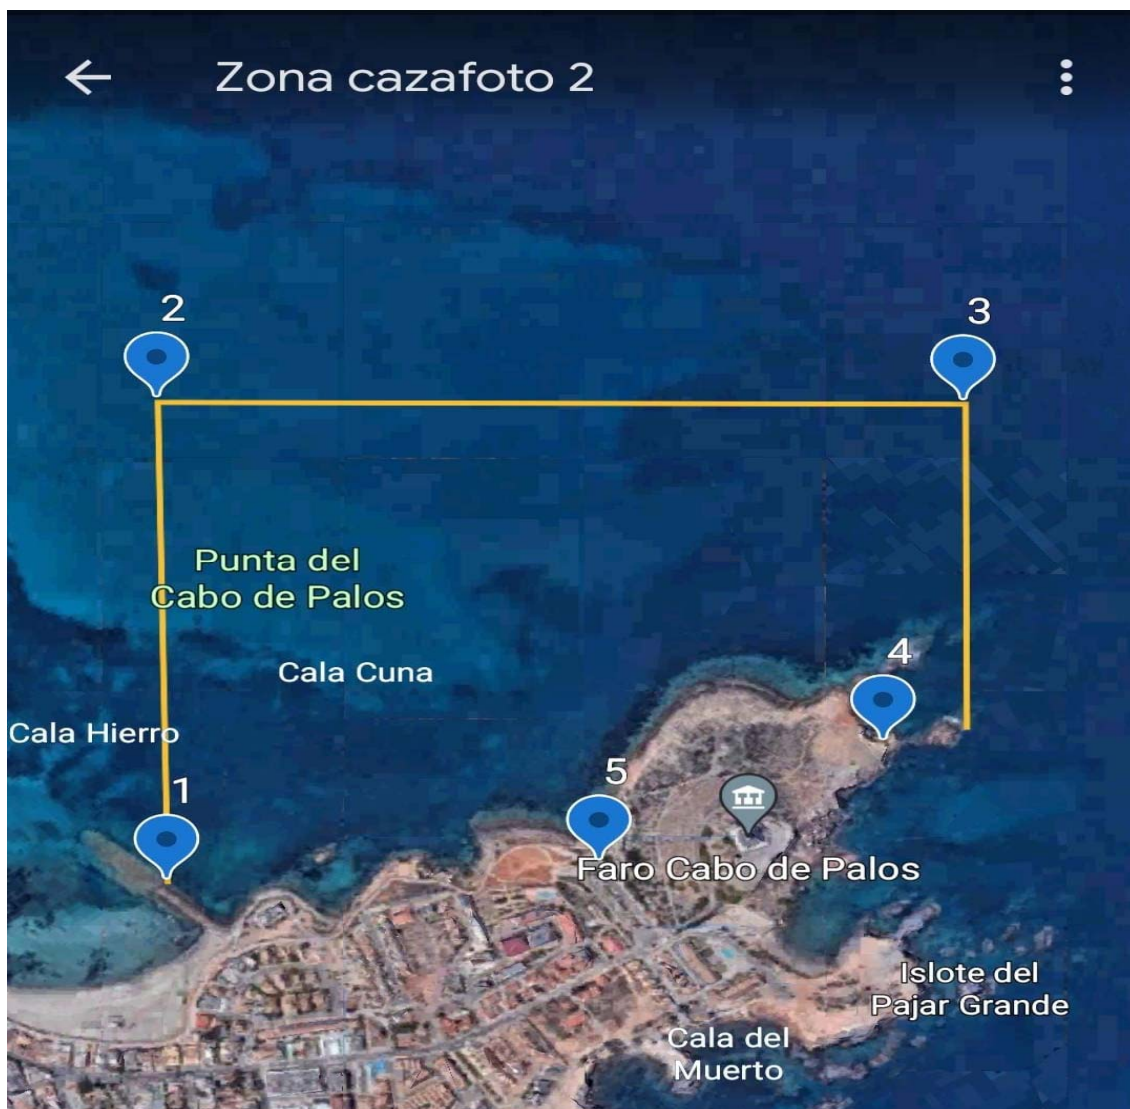 Zona cazafoto 2
2
3
Punta del
Cabo de Palos
4
Cala Cuna
Cala Hierro
1
5
Faro Cabo de Palos
Islote del
Pajar Grande
Cala del
Muerto